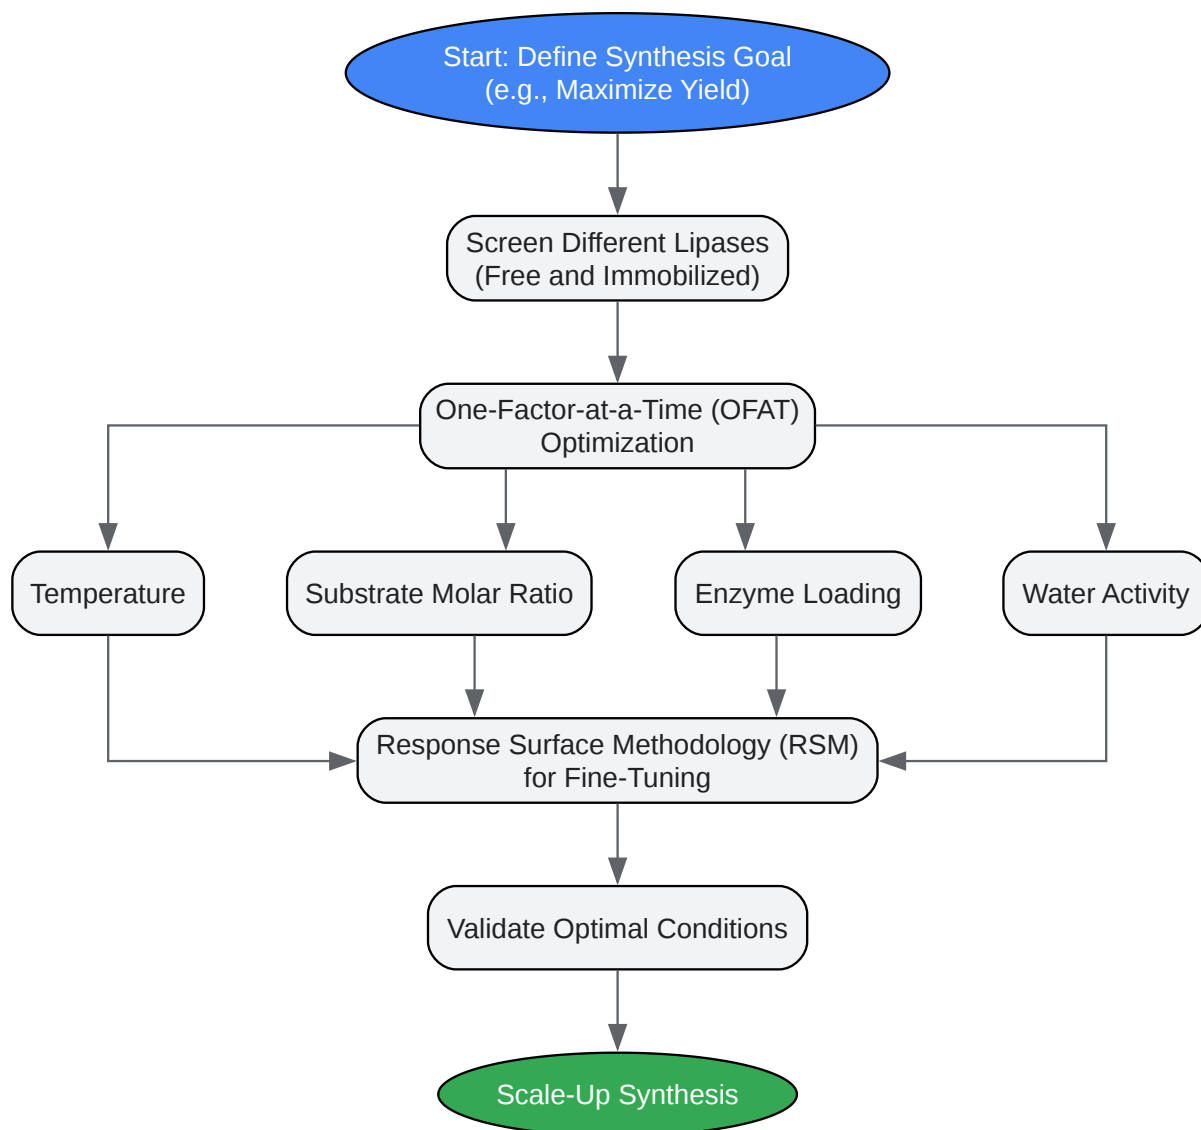 Start: Define Synthesis Goal
(e.g., Maximize Yield)
Screen Different Lipases
(Free and Immobilized)
One-Factor-at-a-Time (OFAT)
Optimization
Temperature
Substrate Molar Ratio
Enzyme Loading
Water Activity
Response Surface Methodology (RSM)
for Fine-Tuning
Validate Optimal Conditions
Scale-Up Synthesis